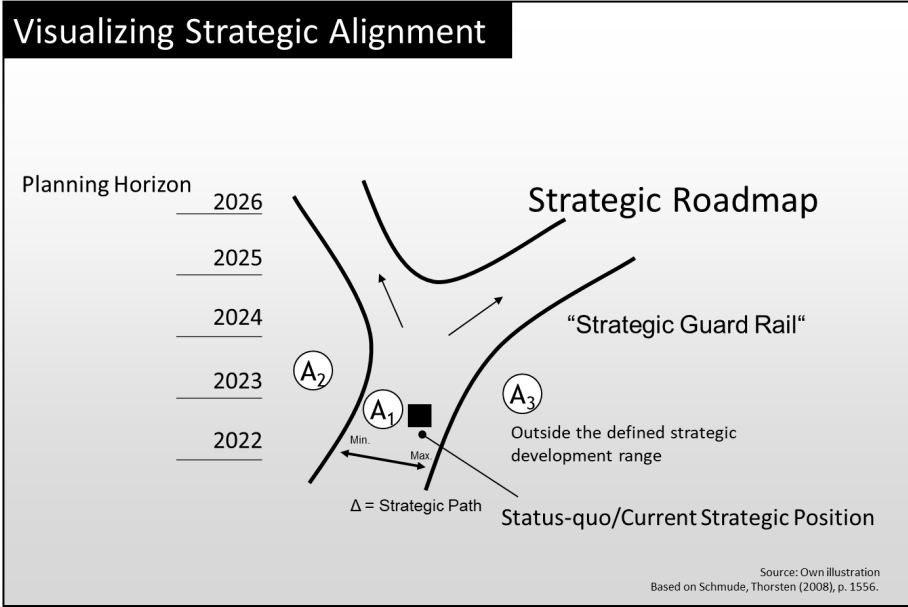 Visualizing Strategic Alignment
Planning Horizon
2026
Strategic Roadmap
2025
2024
“Strategic Guard Rail“
A2
2023
A1
A3
2022
Min.
Max.
Outside the defined strategic
development range
Δ = Strategic Path
Status-quo/Current Strategic Position
Source: Own illustration
Based on Schmude, Thorsten (2008), p. 1556.